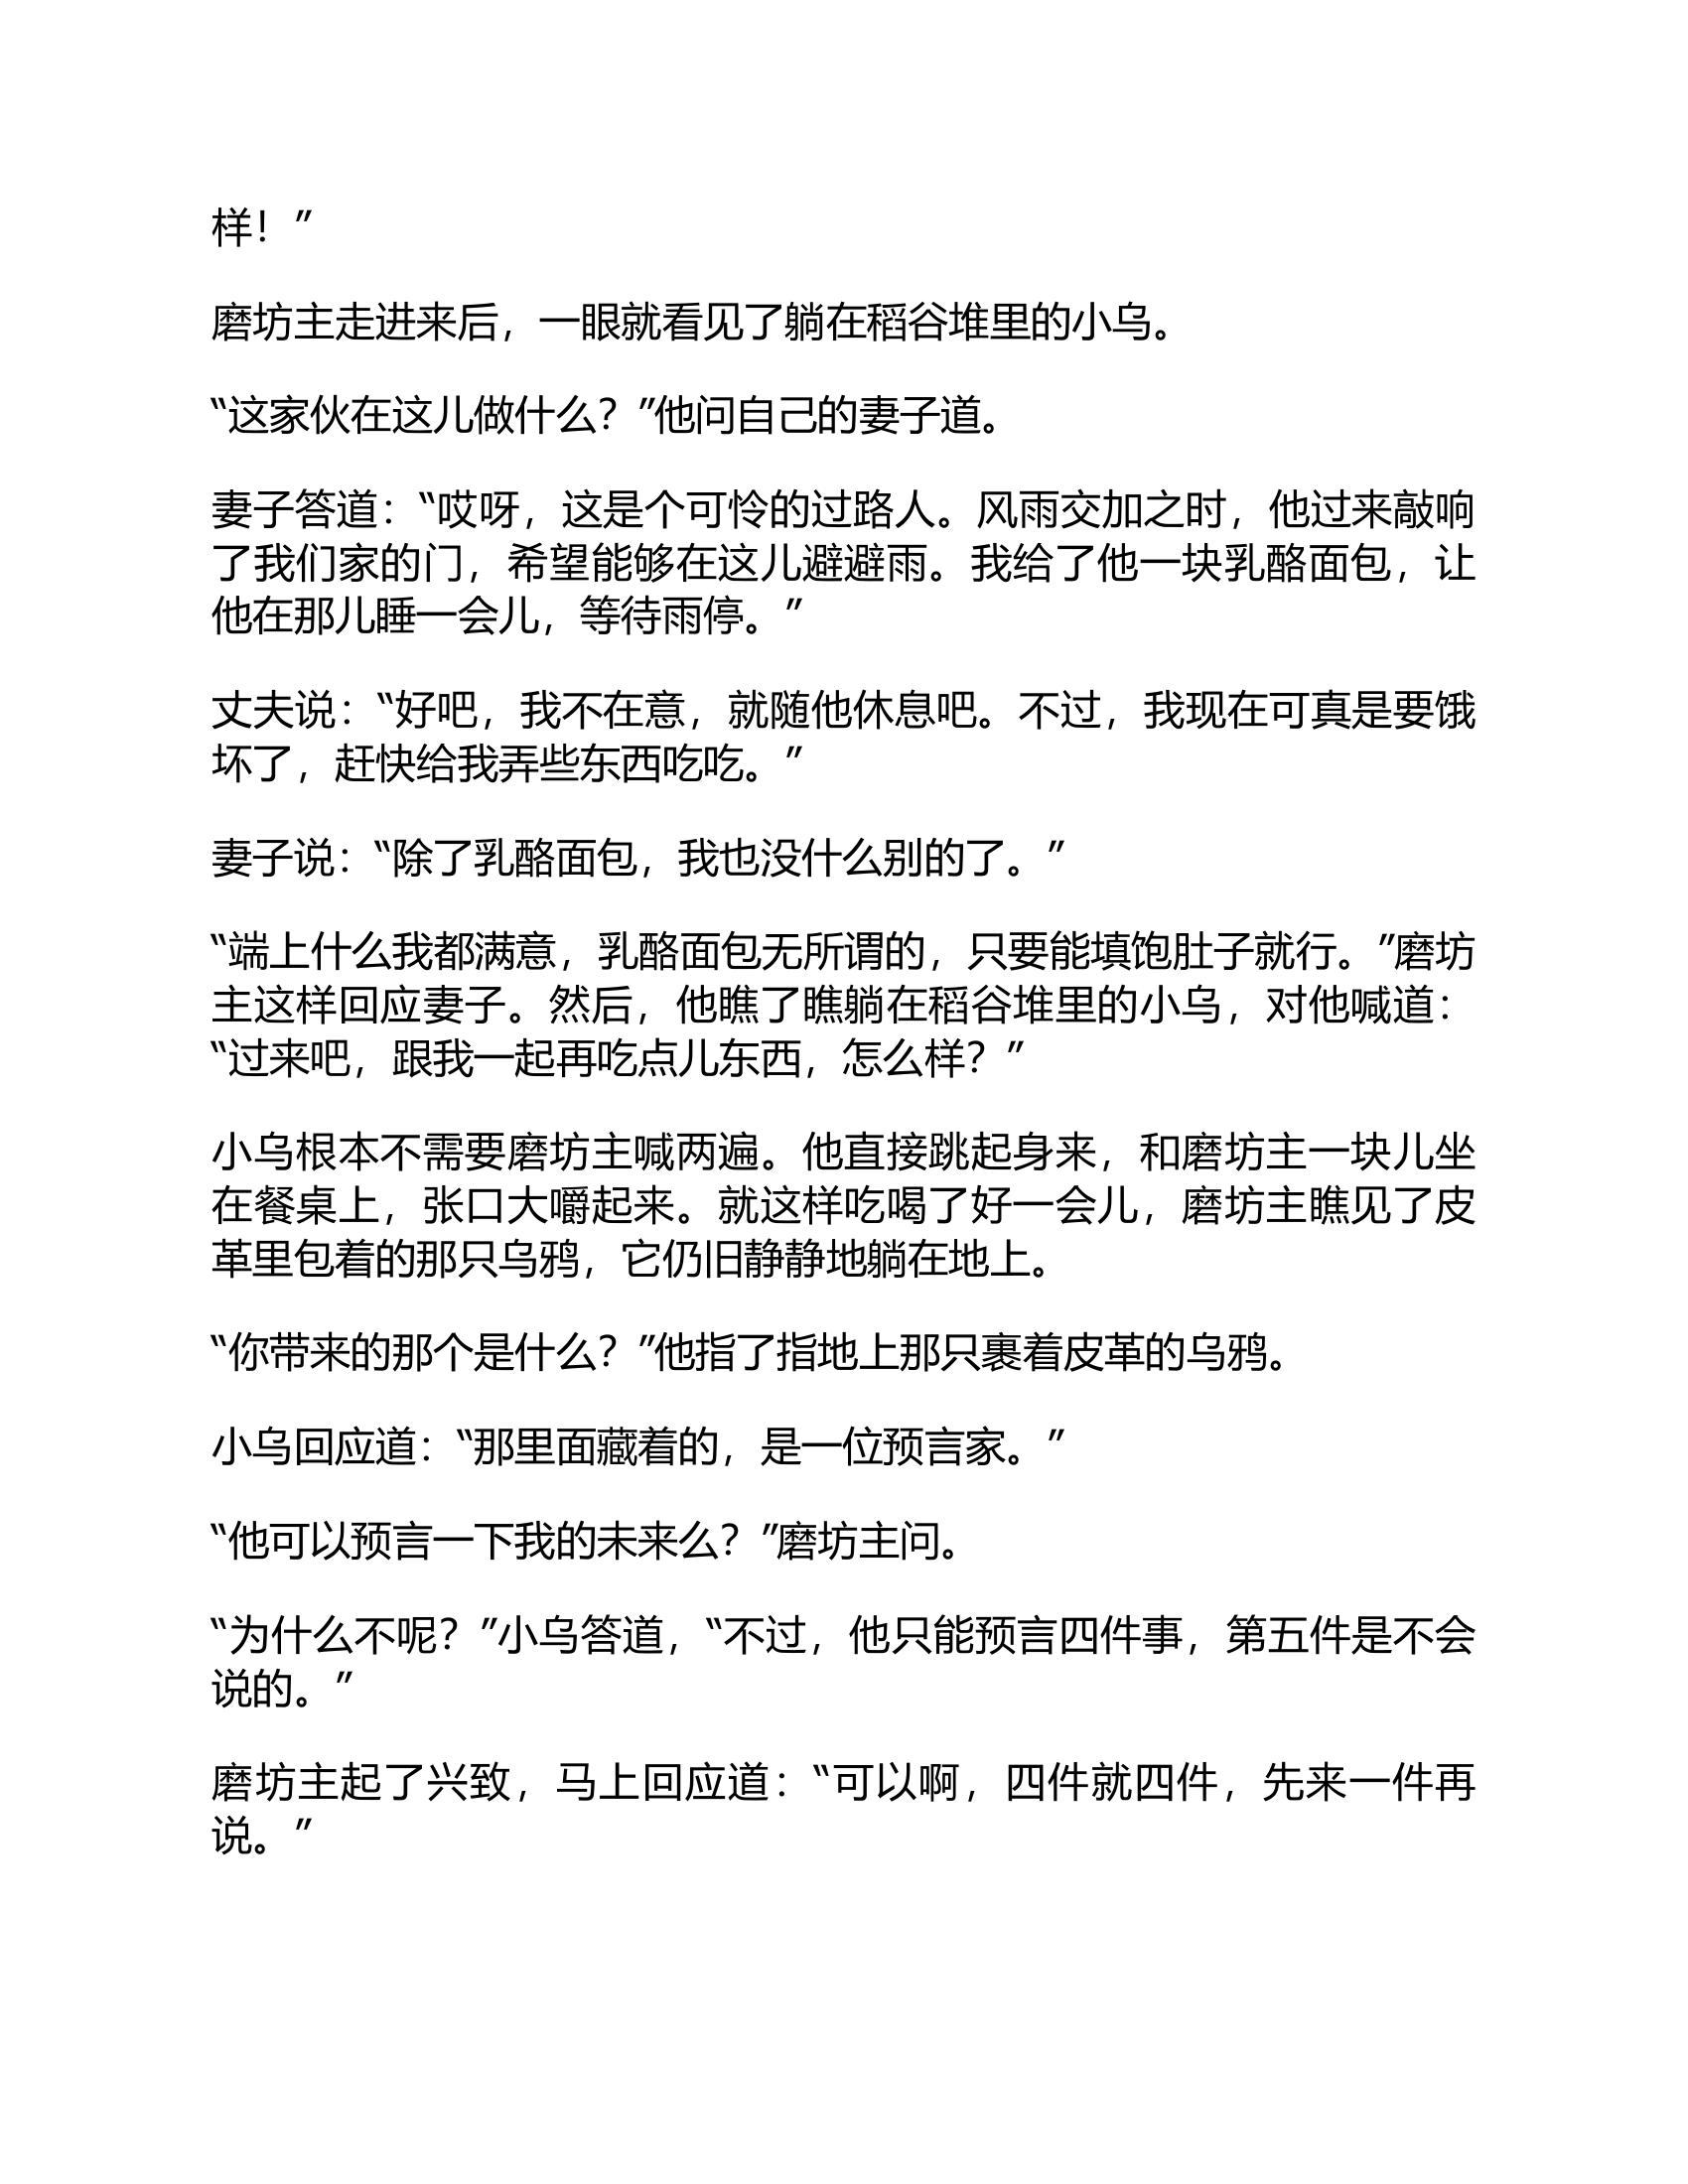 样！”
磨坊主走进来后，一眼就看见了躺在稻谷堆里的小乌。
“这家伙在这儿做什么？”他问自己的妻子道。
妻子答道：“哎呀，这是个可怜的过路人。风雨交加之时，他过来敲响
了我们家的门，希望能够在这儿避避雨。我给了他一块乳酪面包，让
他在那儿睡一会儿，等待雨停。”
丈夫说：“好吧，我不在意，就随他休息吧。不过，我现在可真是要饿
坏了，赶快给我弄些东西吃吃。”
妻子说：“除了乳酪面包，我也没什么别的了。”
“端上什么我都满意，乳酪面包无所谓的，只要能填饱肚子就行。”磨坊
主这样回应妻子。然后，他瞧了瞧躺在稻谷堆里的小乌，对他喊道：
“过来吧，跟我一起再吃点儿东西，怎么样？”
小乌根本不需要磨坊主喊两遍。他直接跳起身来，和磨坊主一块儿坐
在餐桌上，张口大嚼起来。就这样吃喝了好一会儿，磨坊主瞧见了皮
革里包着的那只乌鸦，它仍旧静静地躺在地上。
“你带来的那个是什么？”他指了指地上那只裹着皮革的乌鸦。
小乌回应道：“那里面藏着的，是一位预言家。”
“他可以预言一下我的未来么？”磨坊主问。
“为什么不呢？”小乌答道，“不过，他只能预言四件事，第五件是不会
说的。”
磨坊主起了兴致，马上回应道：“可以啊，四件就四件，先来一件再
说。”